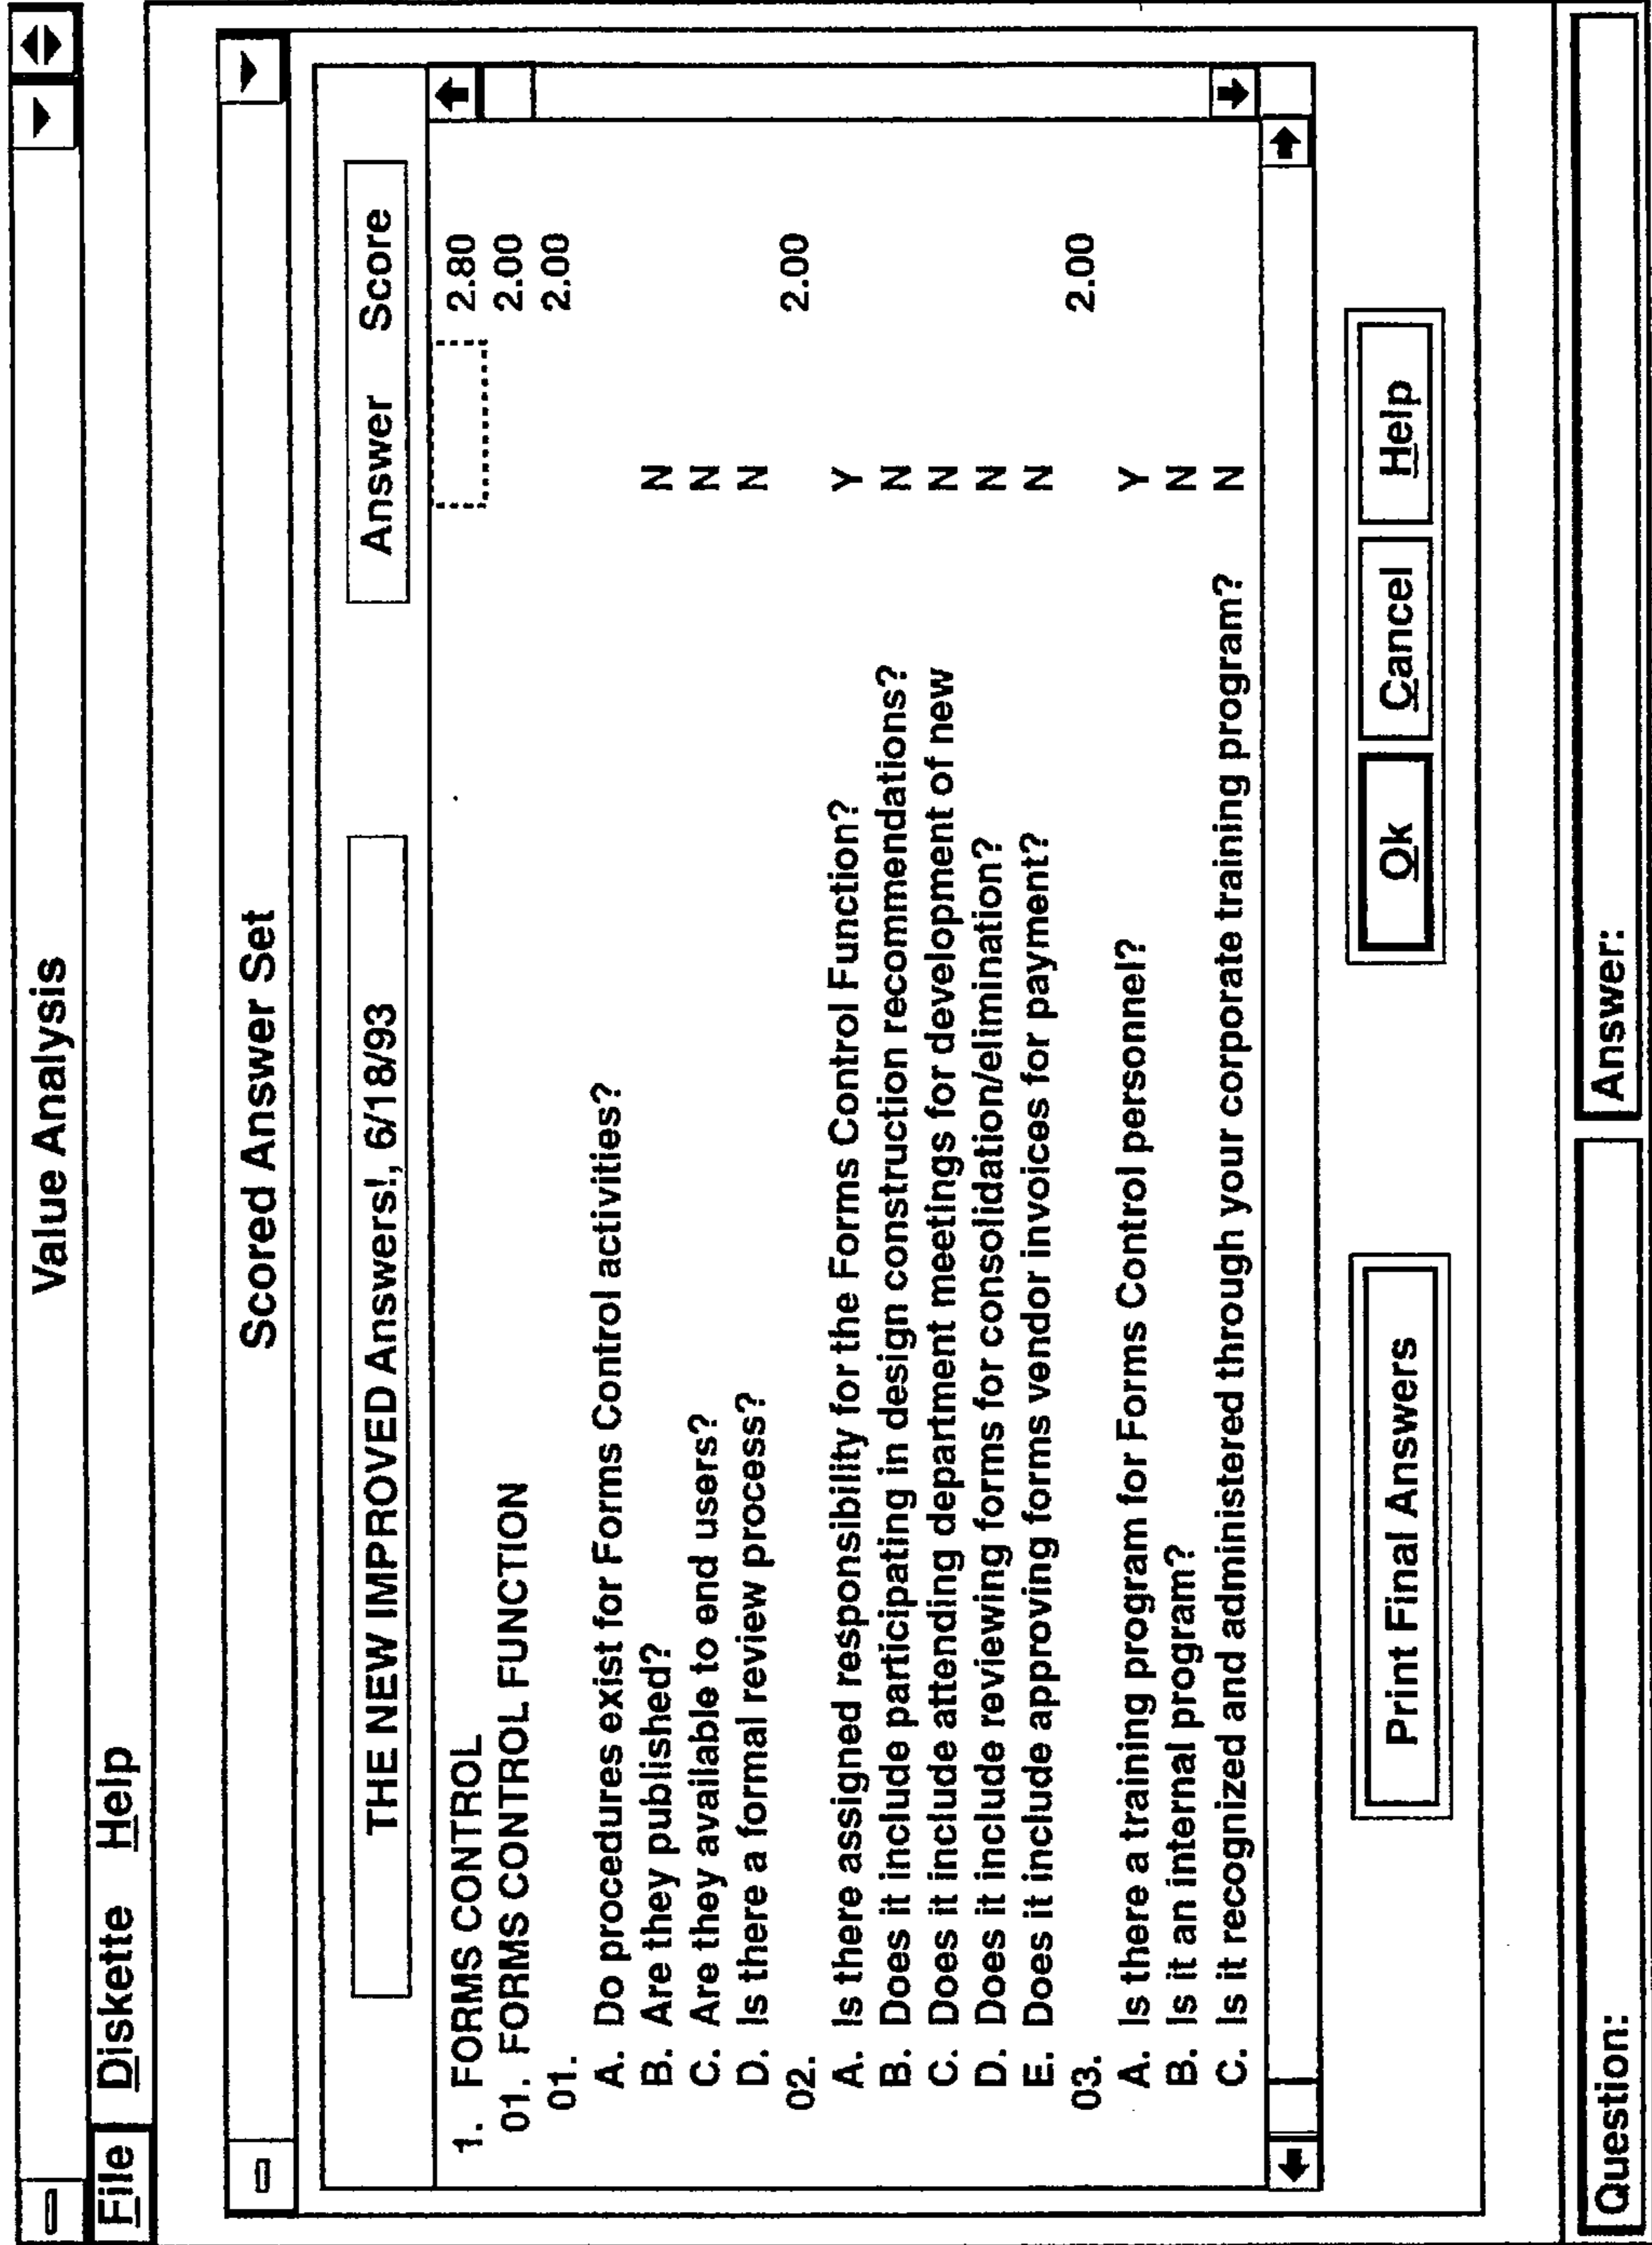 Value Analysis
File Diskette Help
Scored Answer Set
THE NEW IMPROVED Answers!, 6/18/93 Answer Score
1. FORMS CONTROL 2.80
01. FORMS CONTROL FUNCTION 2.00
01. 2.00
A. Do procedures exist for Forms Control activities?
B. Are they published? N
C. Are they available to end users? N
D. Is there a formal review process? N
02. 2.00
A. Is there assigned responsibility for the Forms Control Function? Y
B. Does it include participating in design construction recommendations? N
C. Does it include attending department meetings for development of new N
D. Does it include reviewing forms for consolidation/elimination? N
E. Does it include approving forms vendor invoices for payment? N
03. 2.00
A. Is there a training program for Forms Control personnel? Y
B. Is it an internal program? N
C. Is it recognized and administered through your corporate training program? N
Print Final Answers Ok Cancel Help
Question: Answer: